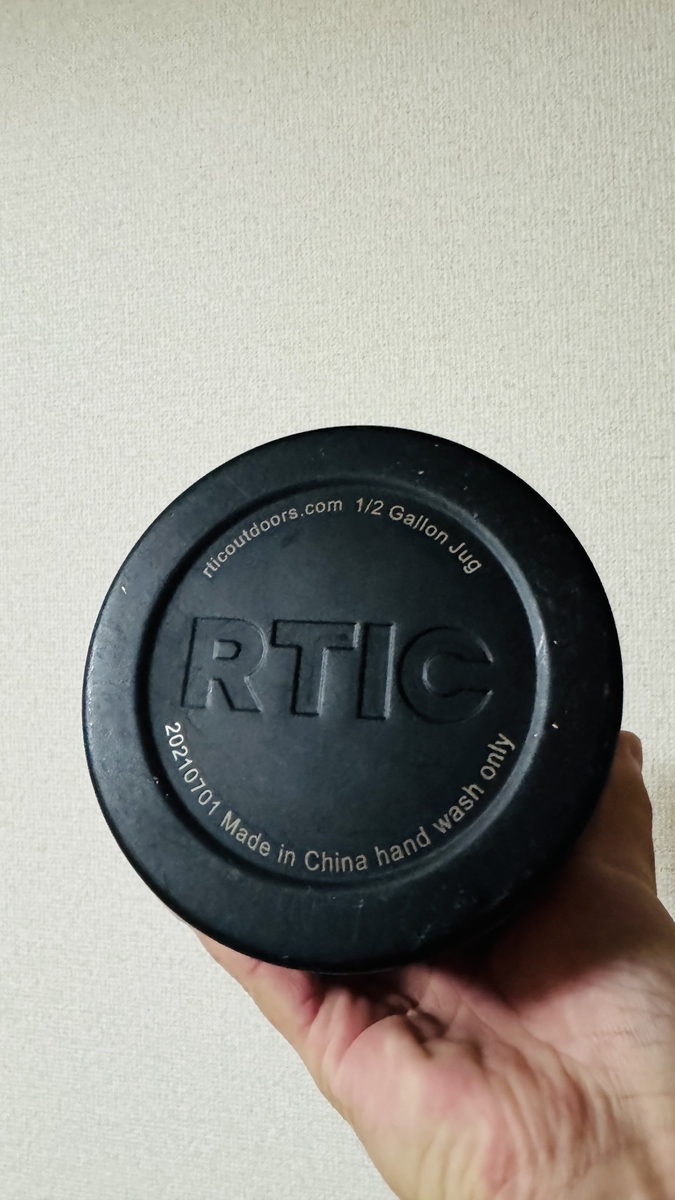 rticoutdoors.com 1/2 Gallon Jug
RTIC
20210701 Made in China hand wash only